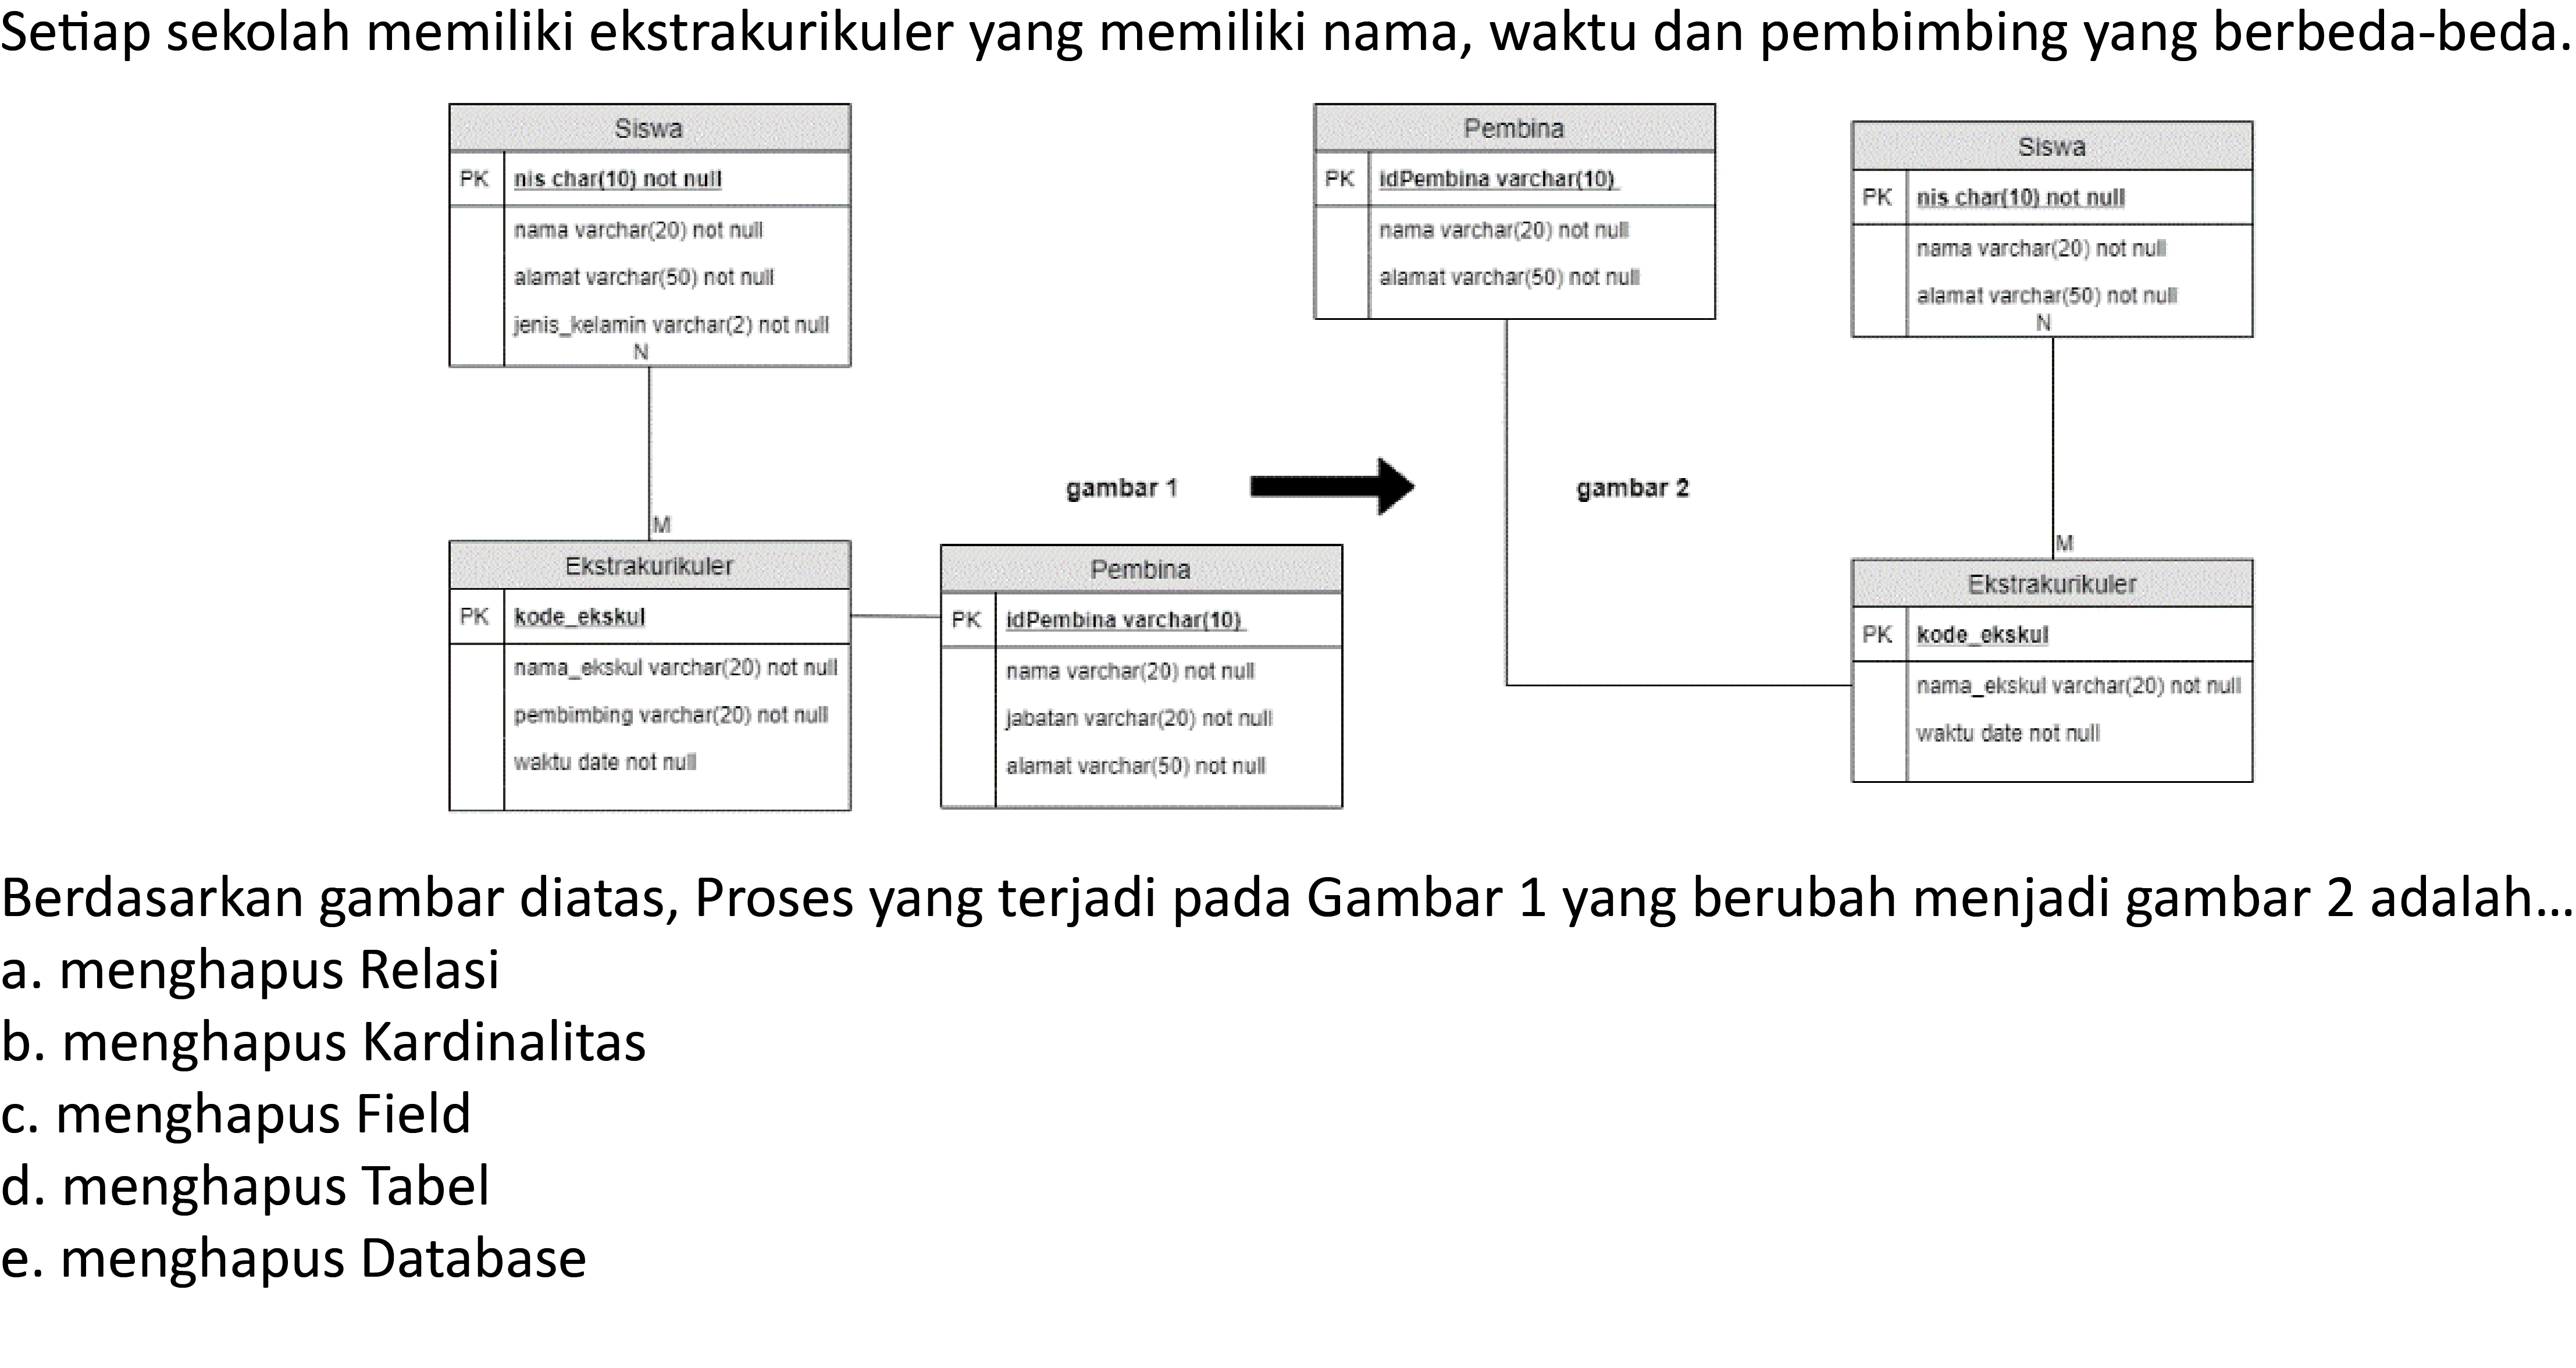 Setiap sekolah memiliki ekstrakurikuler yang memiliki nama, waktu dan pembimbing yang berbeda-beda.
Siswa
PK nis char(10) not null
nama varchar(20) not null
alamat varchar(50) not null
jenis_kelamin varchar(2) not null
N
M
Ekstrakurikuler
PK kode_ekskul
nama_ekskul varchar(20) not null
pembimbing varchar(20) not null
waktu date not null
Pembina
PK idPembina varchar(10)
nama varchar(20) not null
jabatan varchar(20) not null
alamat varchar(50) not null
gambar 1
gambar 2
Pembina
PK idPembina varchar(10)
nama varchar(20) not null
alamat varchar(50) not null
Siswa
PK nis char(10) not null
nama varchar(20) not null
alamat varchar(50) not null
N
M
Ekstrakurikuler
PK kode_ekskul
nama_ekskul varchar(20) not null
waktu date not null
Berdasarkan gambar diatas, Proses yang terjadi pada Gambar 1 yang berubah menjadi gambar 2 adalah...
a. menghapus Relasi
b. menghapus Kardinalitas
c. menghapus Field
d. menghapus Tabel
e. menghapus Database